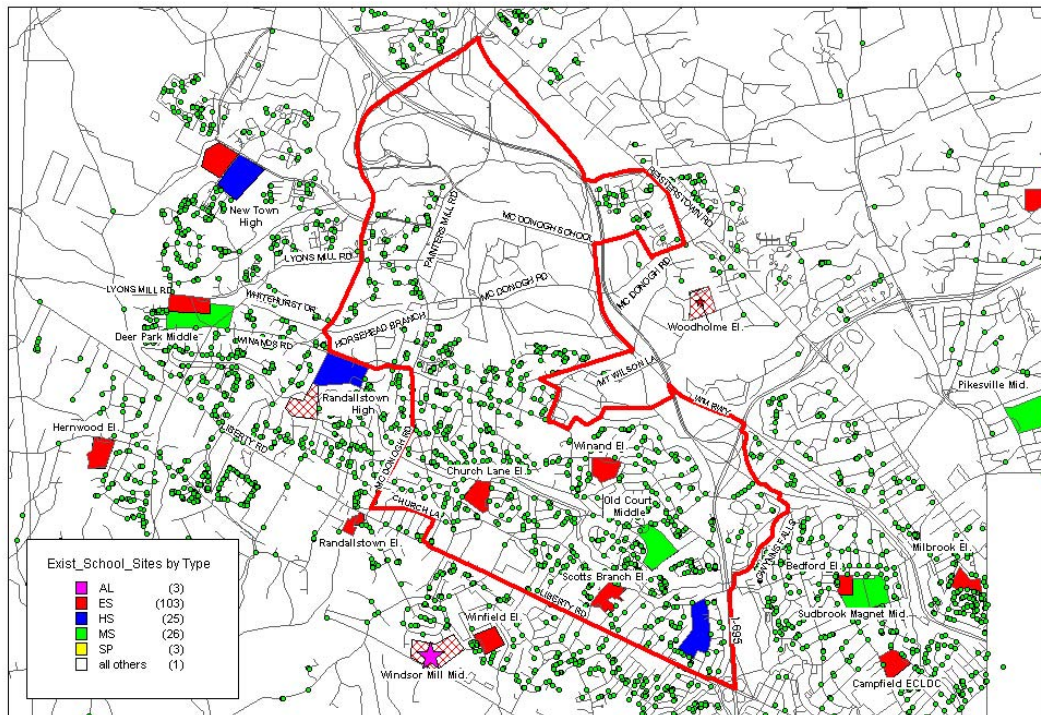 REISTERSTOWN RD
New Town
High
PAINTERS MILL RD
MC DONOGH SCHOOL
LYONS MILL RD
MC DONOGH RD
MC DONOGH RD
LYONS MILL RD
WHITEHURST DR
Woodholme El.
HORSEHEAD BRANCH
Deer Park Middle
WINANDS RD
MT WILSON LA
Pikesville Mid.
Randallstown
High
WM PKWY
Hernwood El.
LIBERTY RD
MC DONOGH RD
Winand El.
Church Lane El.
CHURCH LA
Old Court
Middle
Randallstown El.
GWYNNS FALLS
Milbrook El.
Bedford El.
Scotts Branch El
Sudbrook Magnet Mid.
LIBERTY RD
I-695
Winfield El.
Windsor Mill Mid.
Campfield ECLDC
Exist_School_Sites by Type
AL (3)
ES (103)
HS (25)
MS (26)
SP (3)
all others (1)